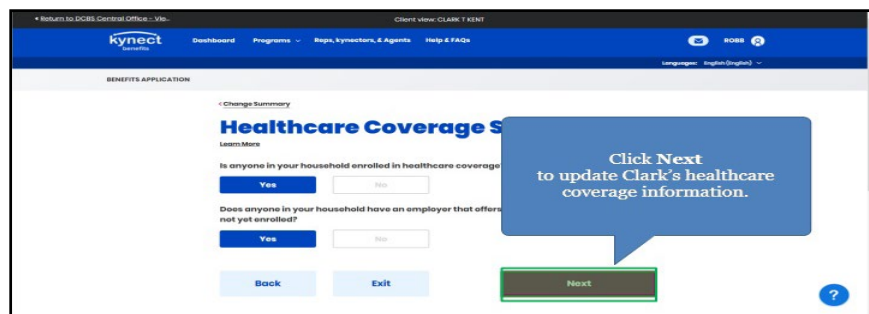 < Return to DCBS Central Office - Vie..
Client view: CLARK T KENT
kynect
benefits
Dashboard Programs Reps, kynectors, & Agents Help & FAQs
ROBB
Languages: English (English)
BENEFITS APPLICATION
< Change Summary
Healthcare Coverage S
Learn More
Is anyone in your household enrolled in healthcare coverage
Yes No
Does anyone in your household have an employer that offers
not yet enrolled?
Yes No
Click Next
to update Clark's healthcare
coverage information.
Back Exit Next
?